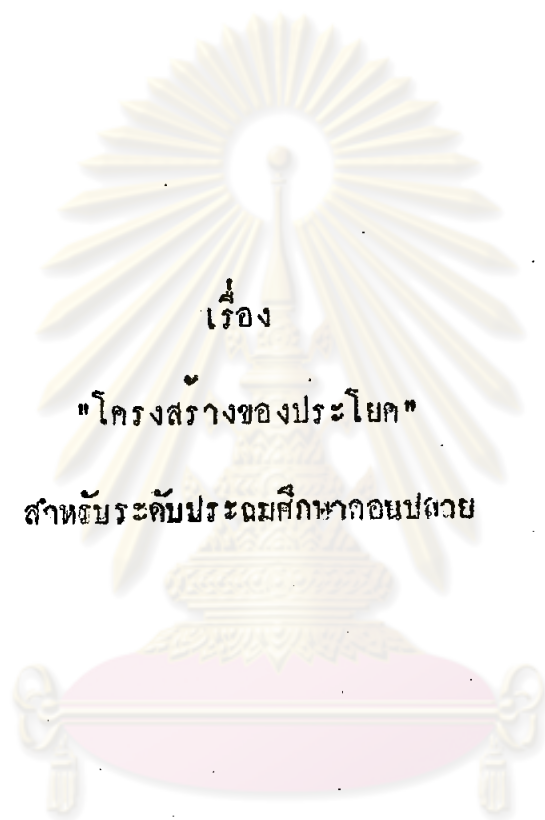 เรื่อง
"โครงสร้างของประโยค"
สำหรับระดับประถมศึกษาตอนปลาย